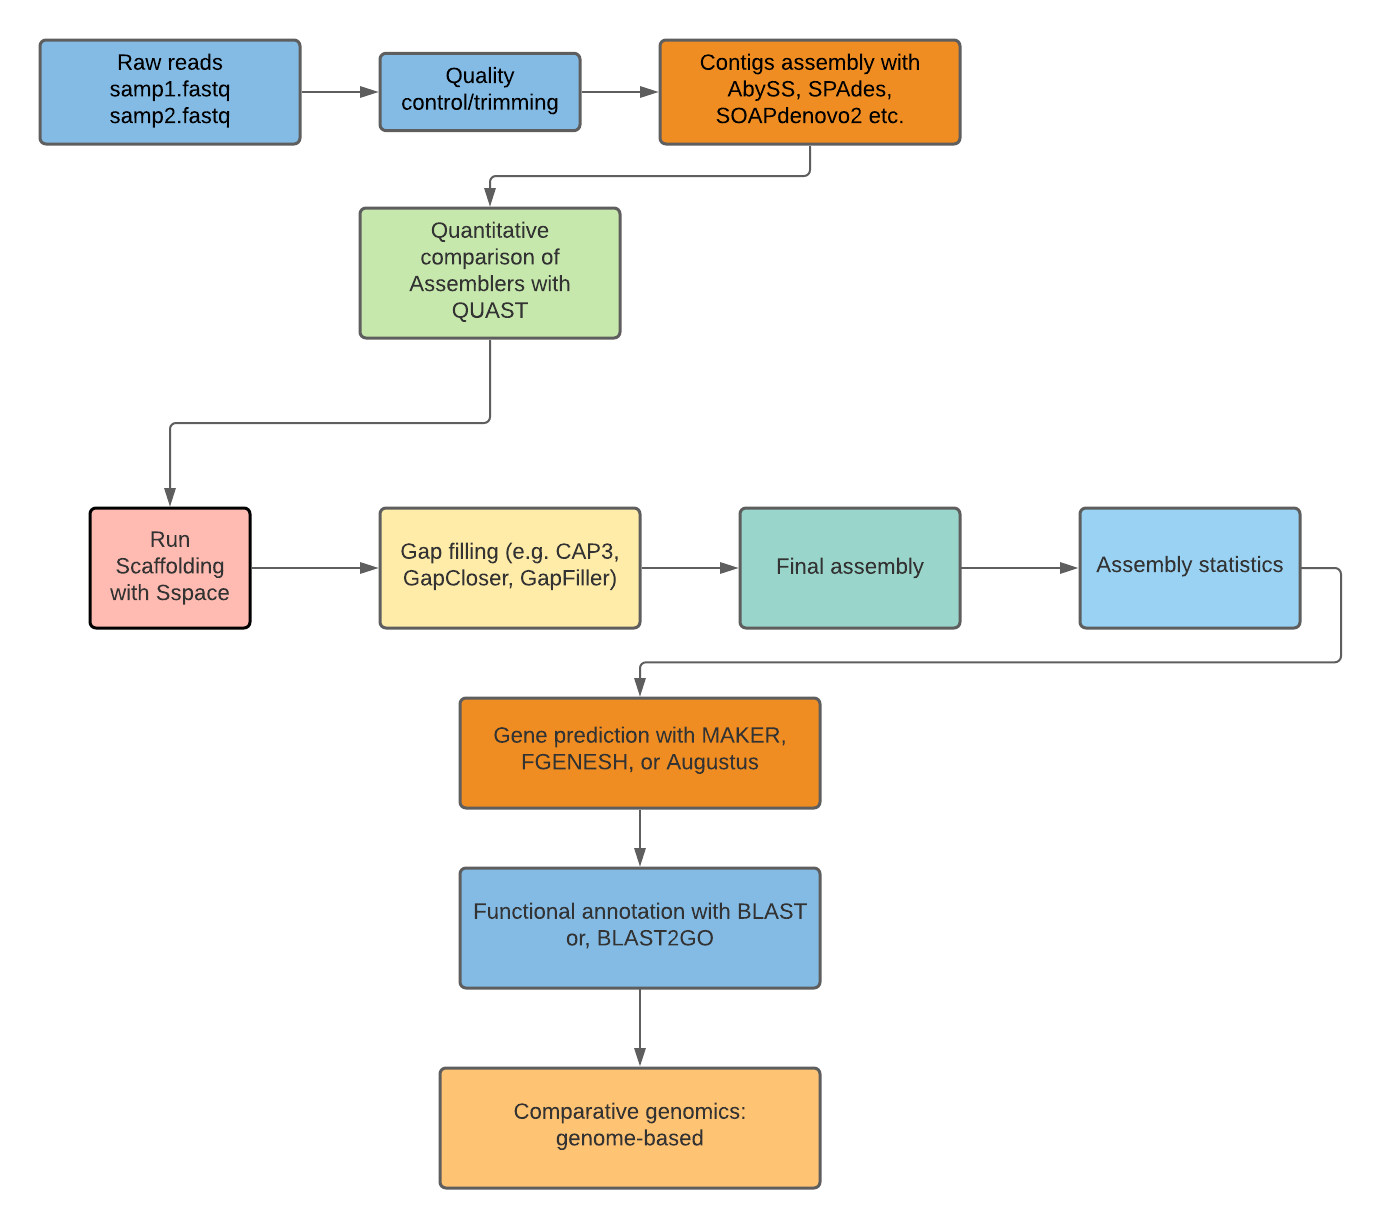 Raw reads
samp1.fastq
samp2.fastq
Quality
control/trimming
Contigs assembly with
AbySS, SPAdes,
SOAPdenovo2 etc.
Quantitative
comparison of
Assemblers with
QUAST
Run
Scaffolding
with Sspace
Gap filling (e.g. CAP3,
GapCloser, GapFiller)
Final assembly
Assembly statistics
Gene prediction with MAKER,
FGENESH, or Augustus
Functional annotation with BLAST
or, BLAST2GO
Comparative genomics:
genome-based